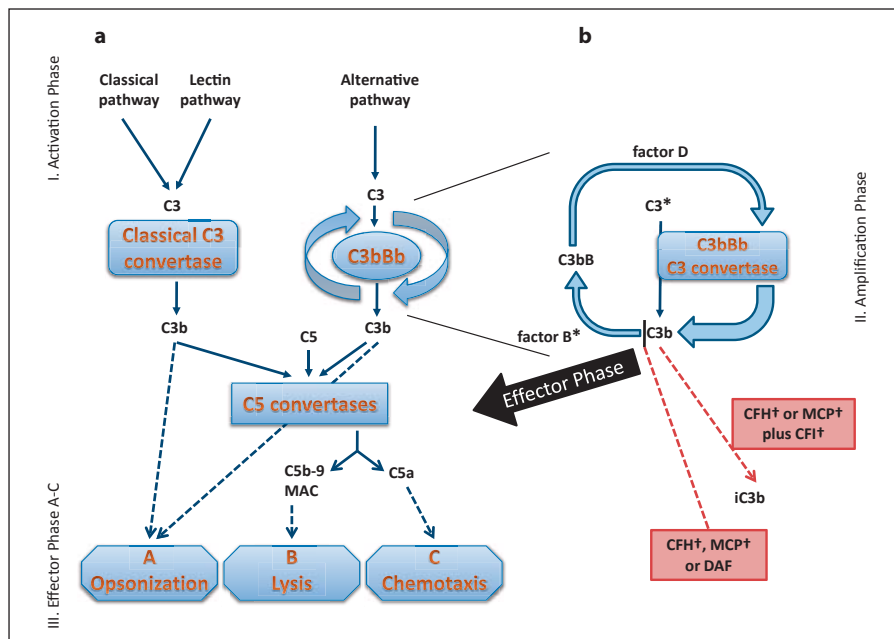 a
b
I. Activation Phase
Classical
pathway
Lectin
pathway
Alternative
pathway
C3
Classical C3
convertase
C3b
C3
C3bBb
C3b
C5
C5 convertases
C5b-9
MAC
C5a
III. Effector Phase A-C
A
Opsonization
B
Lysis
C
Chemotaxis
factor D
C3*
C3bBb
C3 convertase
C3bB
factor B*
C3b
II. Amplification Phase
Effector Phase
CFH† or MCP†
plus CFI†
iC3b
CFH†, MCP†
or DAF